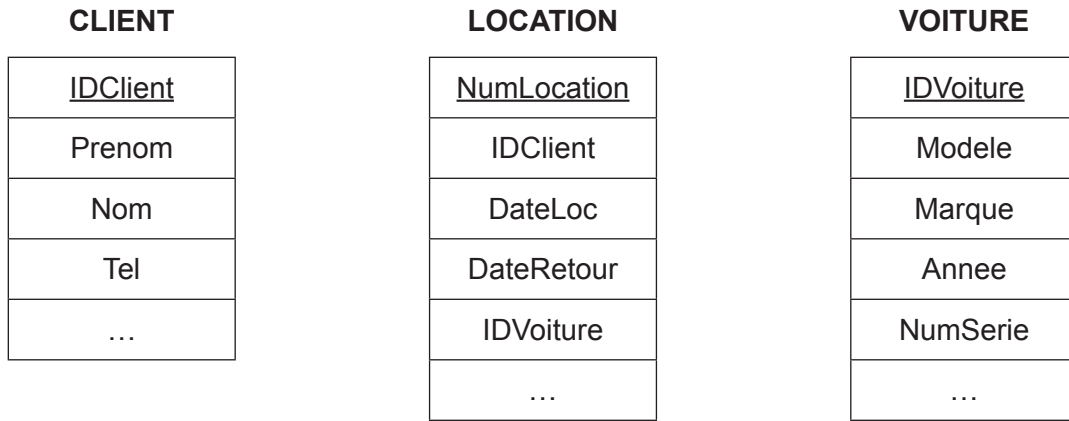 CLIENT
IDClient
Prenom
Nom
Tel
…
LOCATION
NumLocation
IDClient
DateLoc
DateRetour
IDVoiture
…
VOITURE
IDVoiture
Modele
Marque
Annee
NumSerie
…